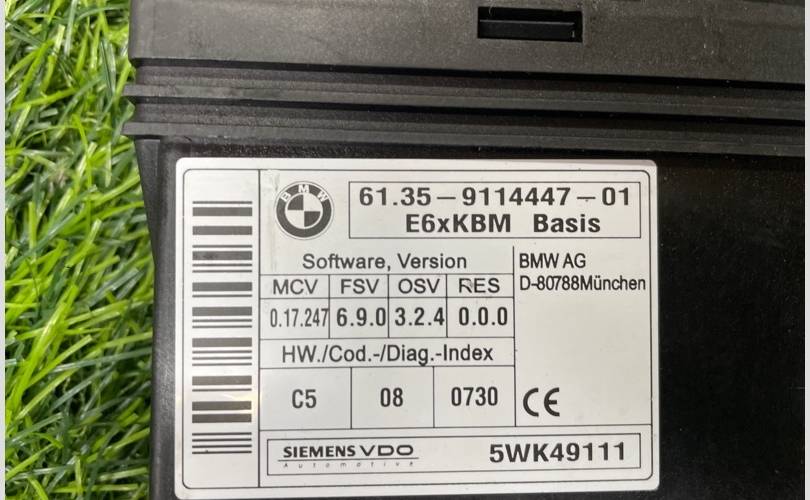 BMW
61.35-9114447-01
E6xKBM Basis
Software, Version
BMW AG
D-80788München
MCV FSV OSV RES
0.17.247 6.9.0 3.2.4 0.0.0
HW./Cod.-/Diag.-Index
C5 08 0730
CE
SIEMENS VDO
Automotive
5WK49111